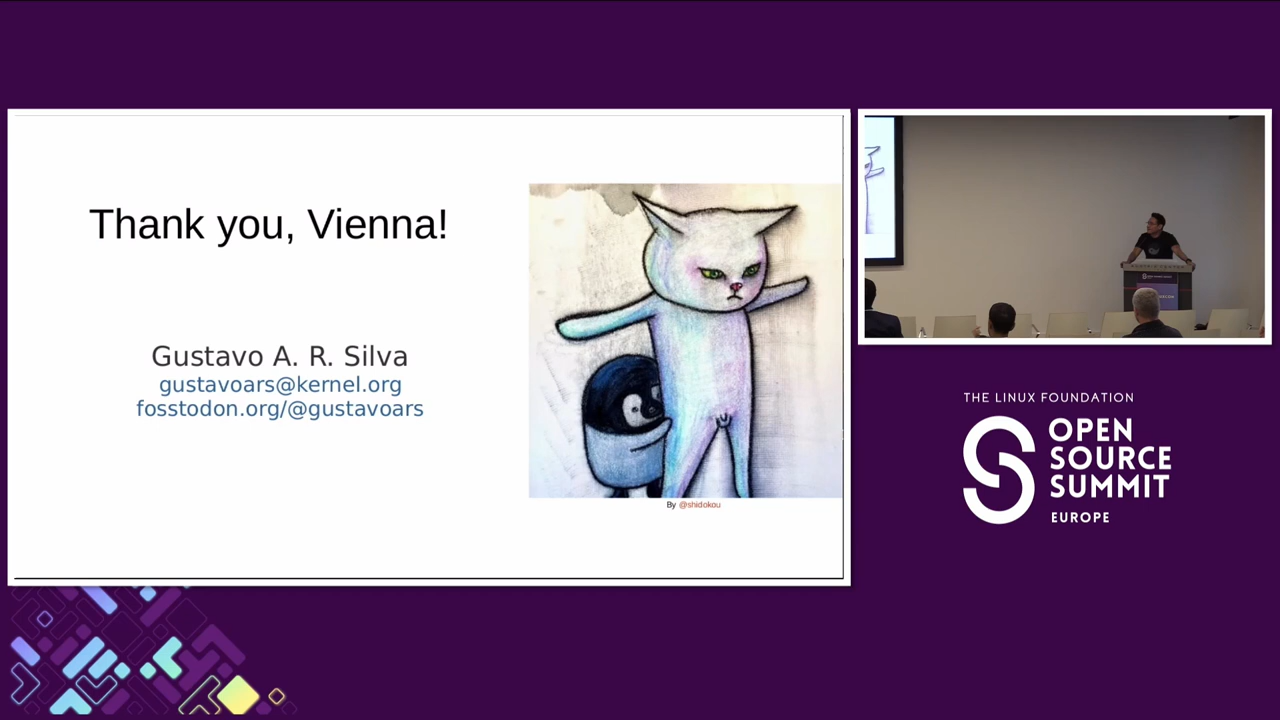 Thank you, Vienna!
Gustavo A. R. Silva
gustavoars@kernel.org
fosstodon.org/@gustavoars
By @shidokou
THE LINUX FOUNDATION
OPEN
SOURCE
SUMMIT
EUROPE